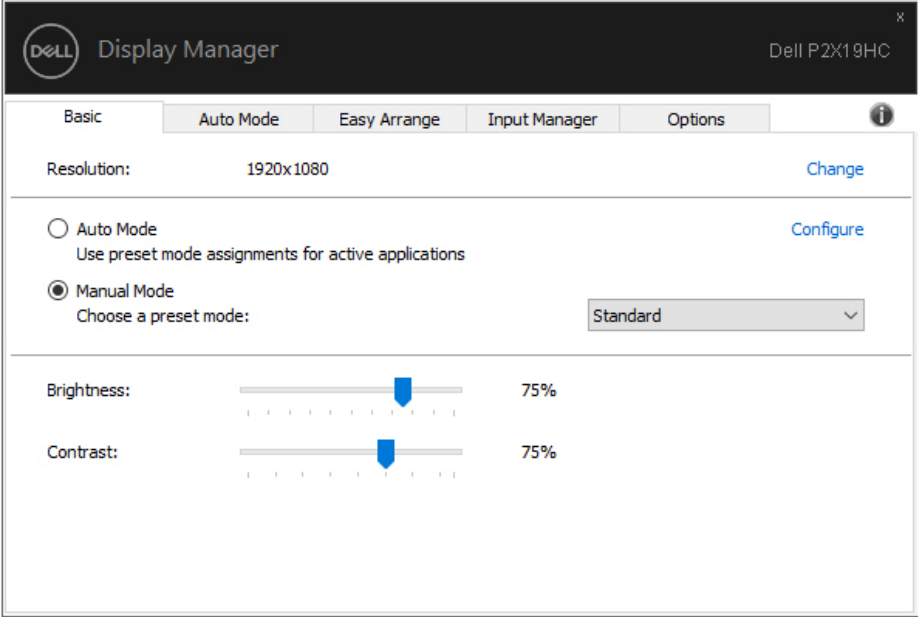 x
DELL Display Manager
Dell P2X19HC
Basic Auto Mode Easy Arrange Input Manager Options i
Resolution: 1920x1080 Change
Auto Mode Configure
Use preset mode assignments for active applications
Manual Mode
Choose a preset mode: Standard
Brightness: 75%
Contrast: 75%